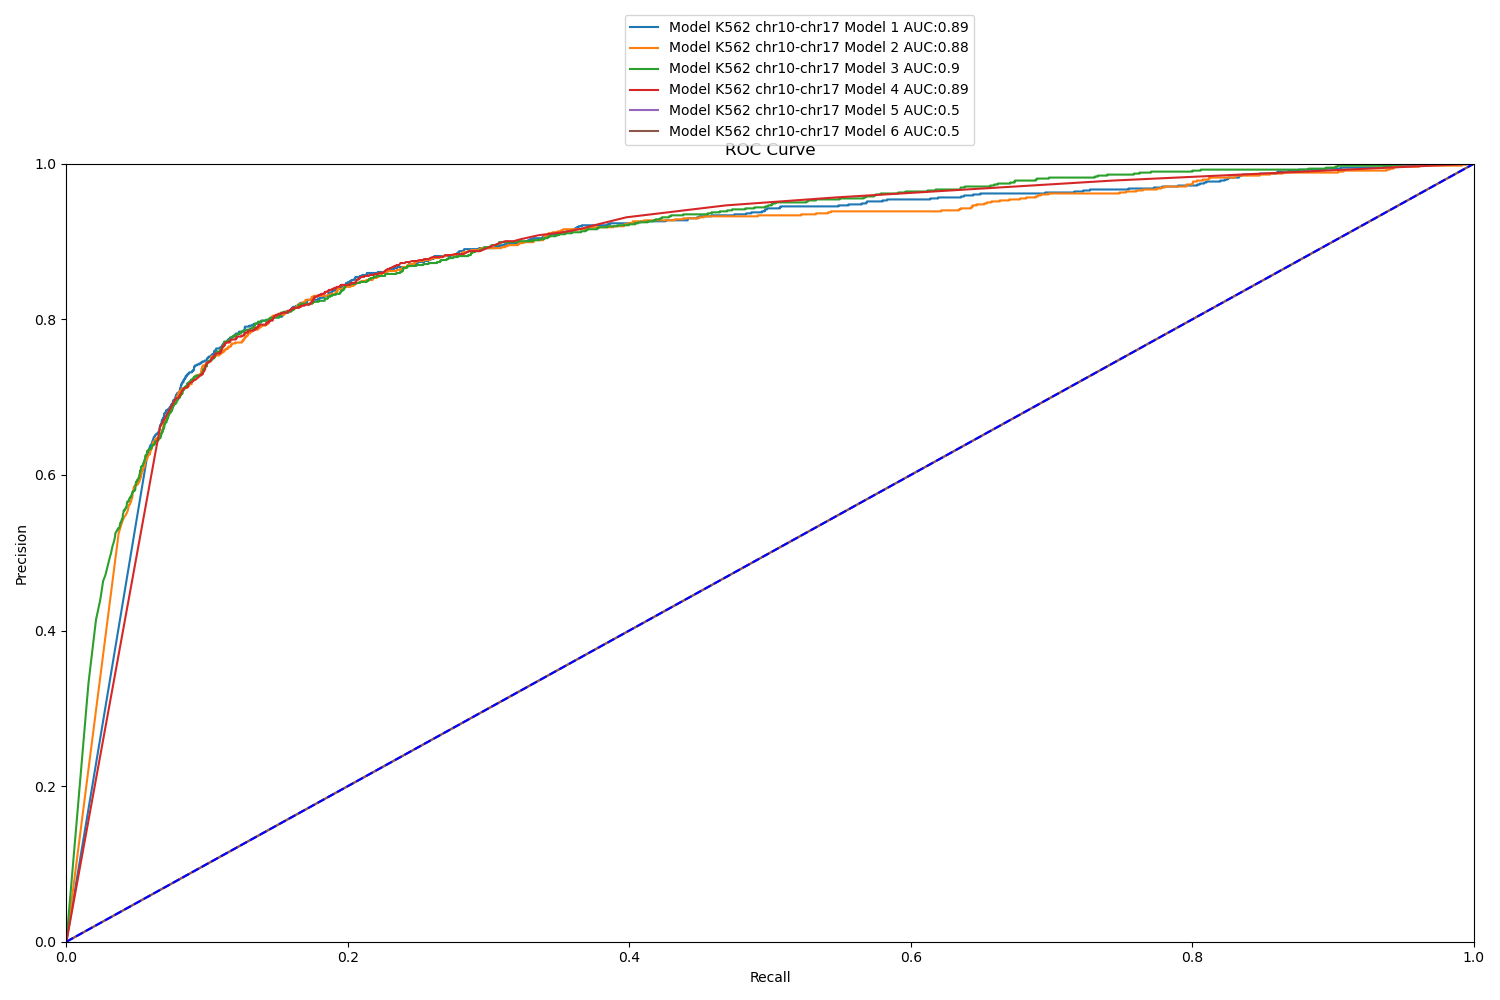 Model K562 chr10-chr17 Model 1 AUC:0.89
Model K562 chr10-chr17 Model 2 AUC:0.88
Model K562 chr10-chr17 Model 3 AUC:0.9
Model K562 chr10-chr17 Model 4 AUC:0.89
Model K562 chr10-chr17 Model 5 AUC:0.5
Model K562 chr10-chr17 Model 6 AUC:0.5
ROC Curve
1.0
0.8
0.6
0.4
0.2
0.0
Precision
0.0 0.2 0.4 0.6 0.8 1.0
Recall